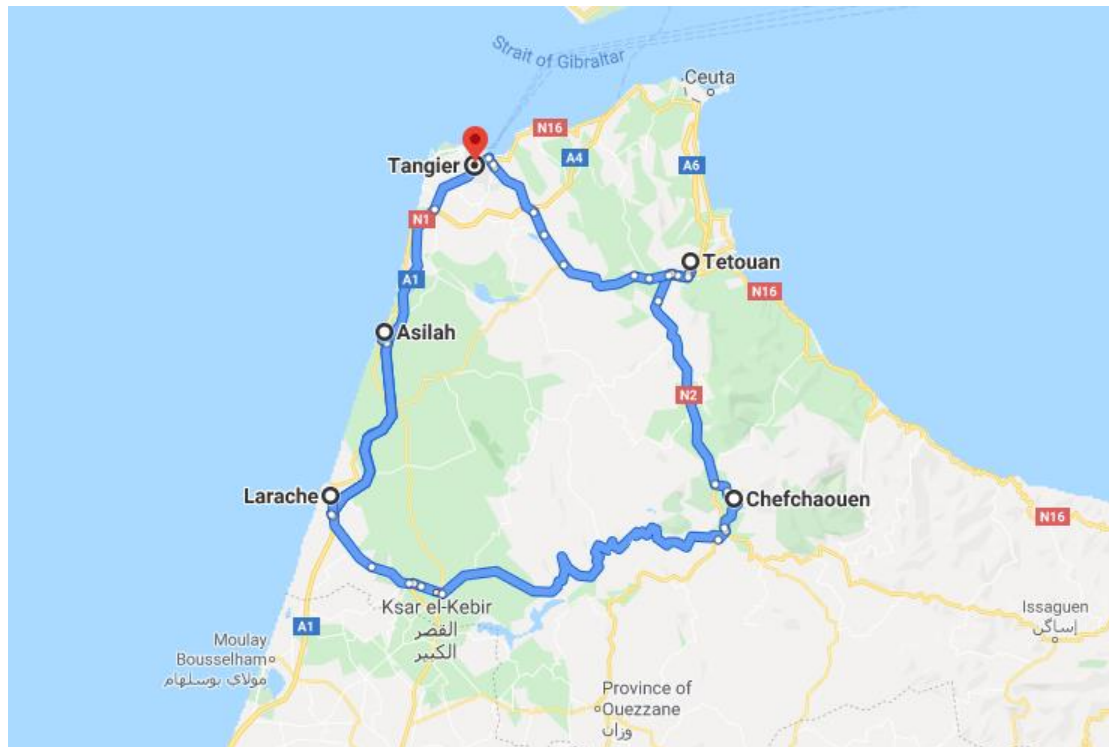 Strait of Gibraltar
Ceuta
N16
Tangier
A4
A6
N1
Tetouan
A1
N16
Asilah
N2
Larache
Chefchaouen
N16
Ksar el-Kebir
القصر
الكبير
Issaguen
إساكن
A1
Moulay
Bousselham
مولاي بوسلهام
Province of
Ouezzane
وزان